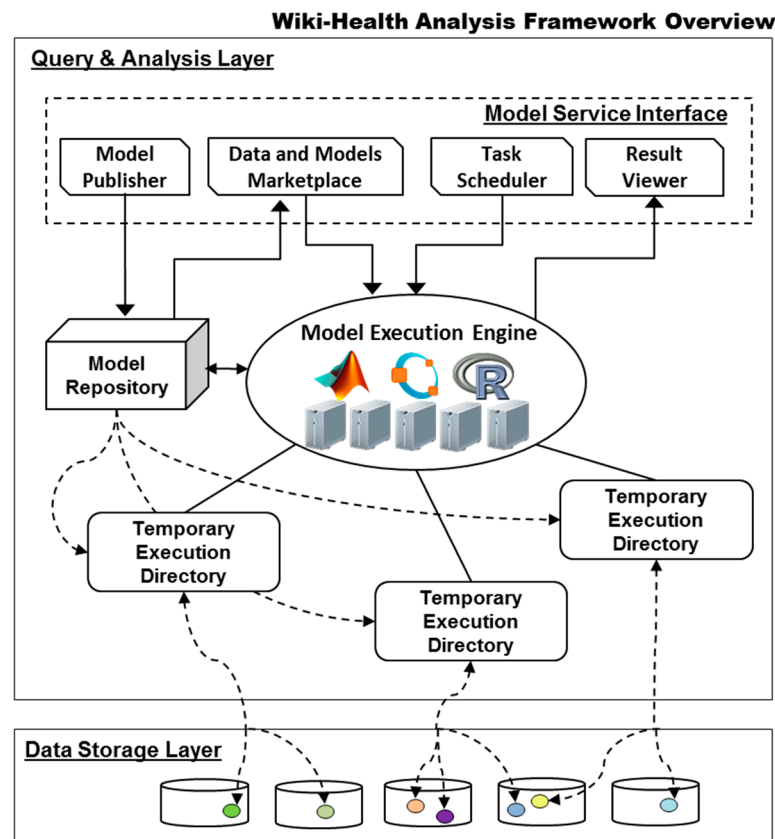 Wiki-Health Analysis Framework Overview
Query & Analysis Layer
Model Service Interface
Model
Publisher
Data and Models
Marketplace
Task
Scheduler
Result
Viewer
Model Execution Engine
R
Model
Repository
Temporary
Execution
Directory
Temporary
Execution
Directory
Temporary
Execution
Directory
Data Storage Layer